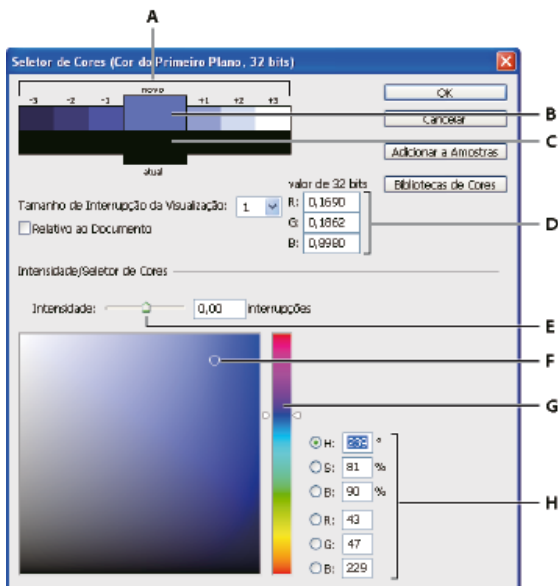 A
Seletor de Cores (Cor do Primeiro Plano, 32 bits)
novo
-3 -2 -1 +1 +2 +3
OK
B
Cancelar
C
atual
Adicionar a Amostras
valor de 32 bits
Bibliotecas de Cores
Tamanho de Interrupção da Visualização: 1
R: 0,1690
Relativo ao Documento
G: 0,1862
D
B: 0,8980
Intensidade/Seletor de Cores
Intensidade: 0,00 interrupções
E
F
G
H: °
S: 81 %
B: 90 %
H
R: 43
G: 47
B: 229